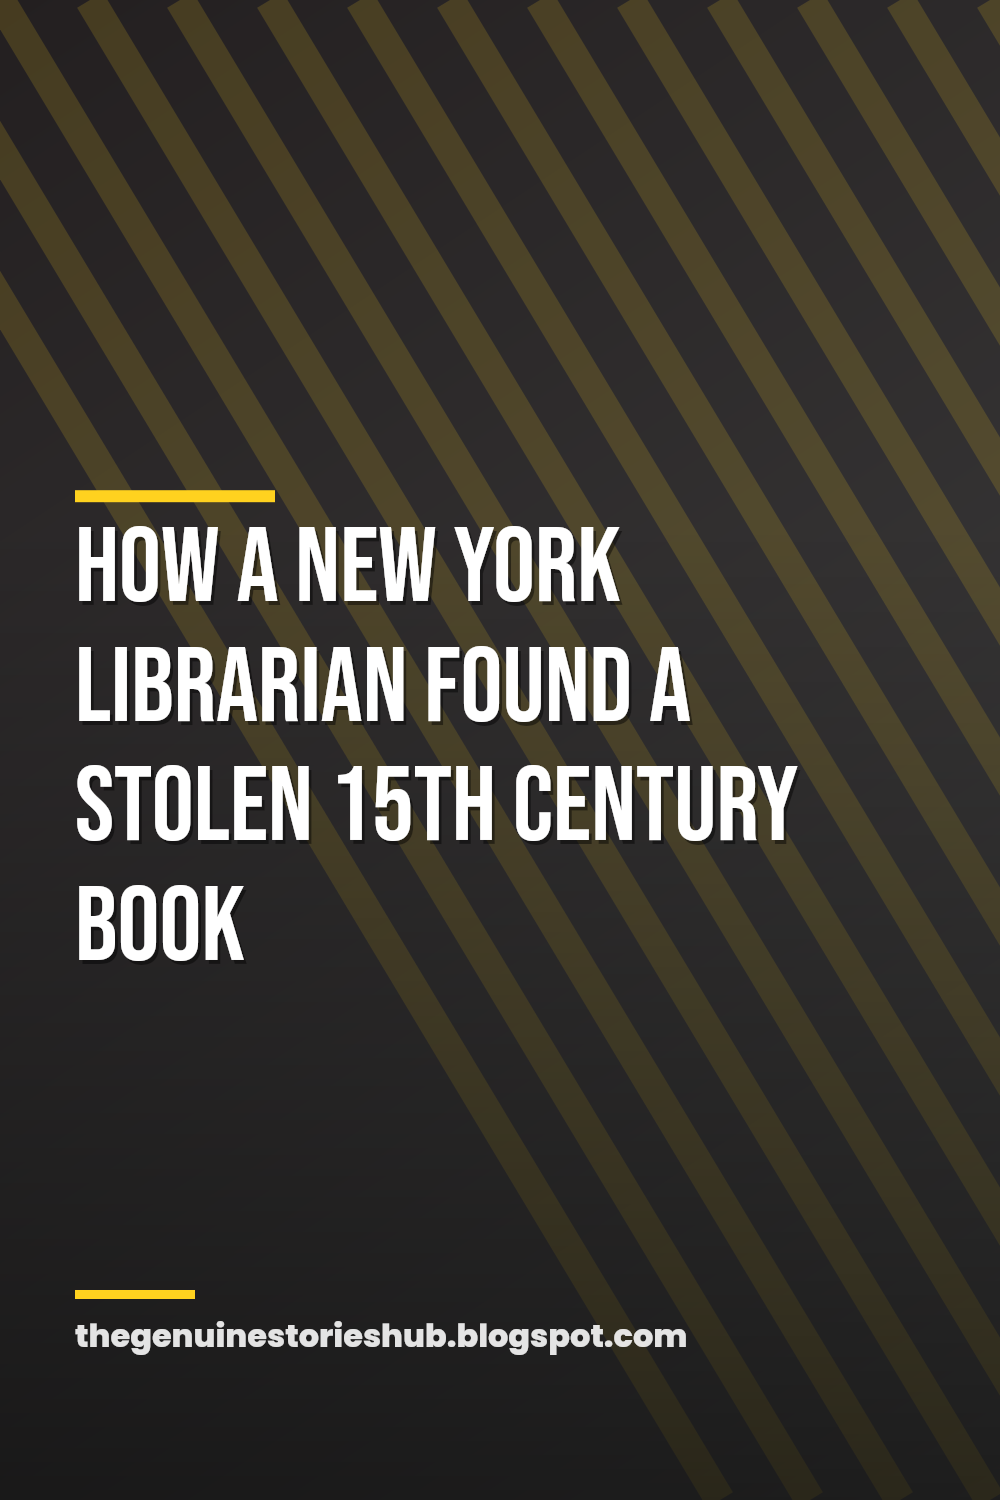 HOW A NEW YORK
LIBRARIAN FOUND A
STOLEN 15TH CENTURY
BOOK
thegenuinestorieshub.blogspot.com